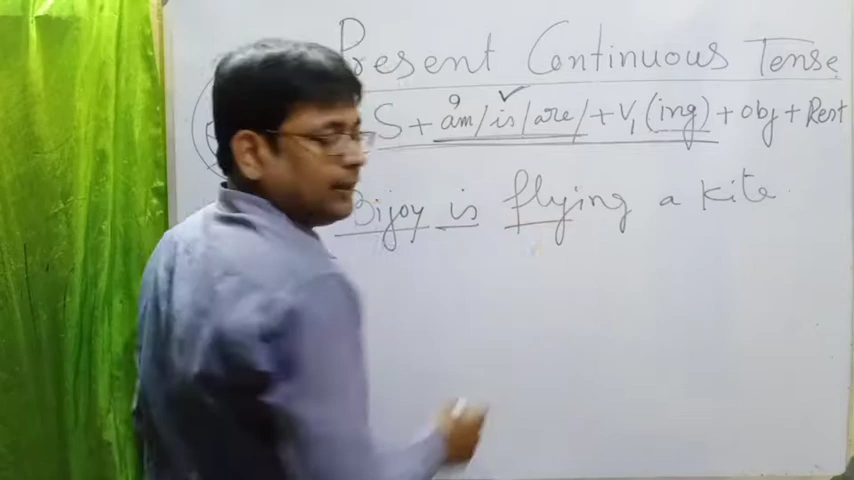 Present Continuous Tense
S + am/is/are/ + V₁ (ing) + obj + Rest
Bijoy is flying a kite